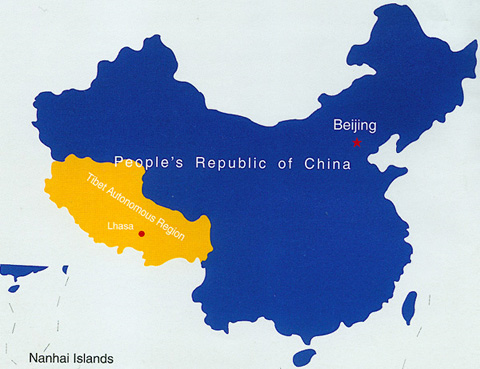 Beijing
People's Republic of China
Tibet Autonomous Region
Lhasa
Nanhai Islands